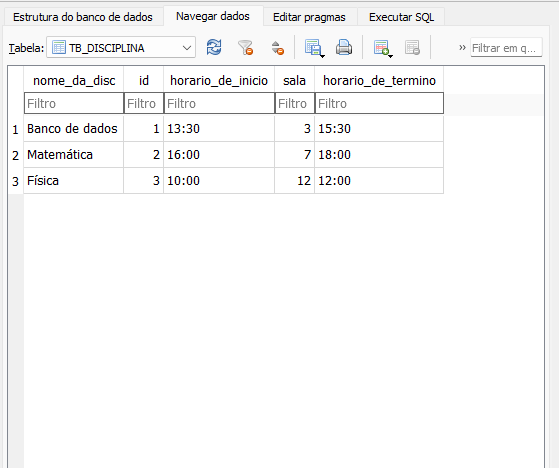 Estrutura do banco de dados Navegar dados Editar pragmas Executar SQL
Tabela: TB_DISCIPLINA » Filtrar em q...
nome_da_disc id horario_de_inicio sala horario_de_termino
Filtro Filtro Filtro Filtro Filtro
1 Banco de dados 1 13:30 3 15:30
2 Matemática 2 16:00 7 18:00
3 Física 3 10:00 12 12:00